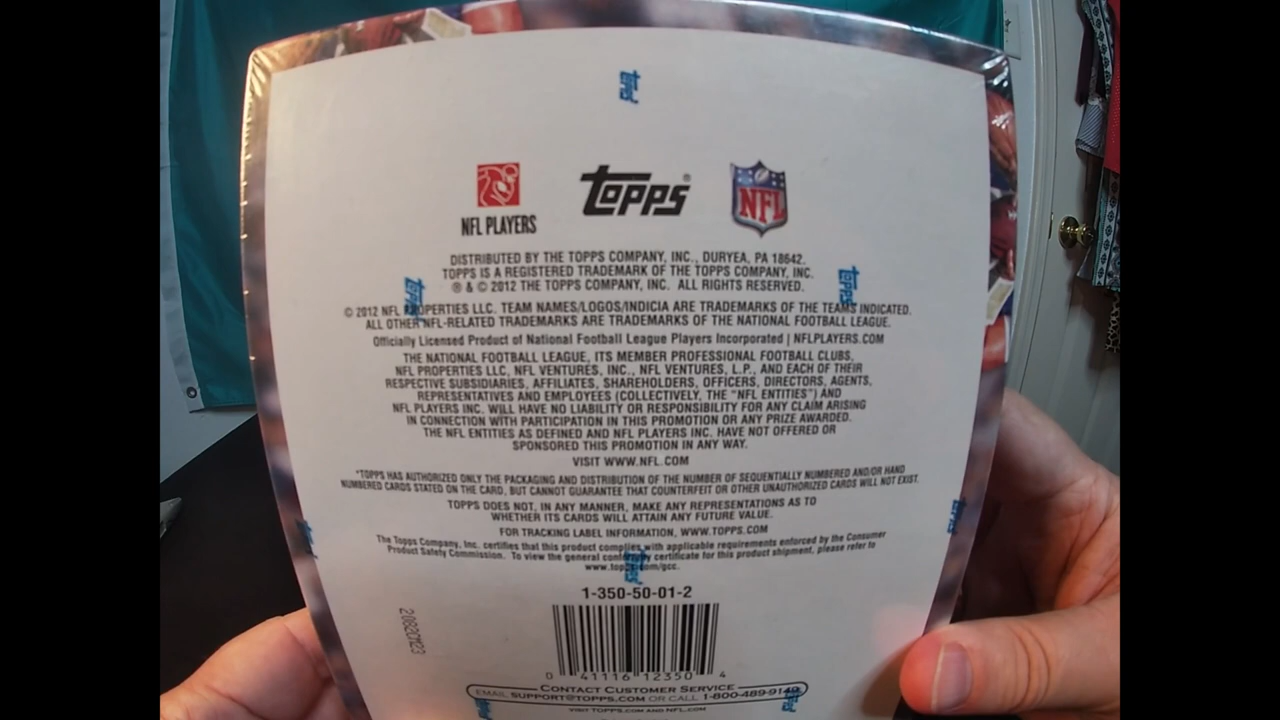 topps
NFL PLAYERS
topps®
NFL
DISTRIBUTED BY THE TOPPS COMPANY, INC., DURYEA, PA 18642.
TOPPS IS A REGISTERED TRADEMARK OF THE TOPPS COMPANY, INC.
® & © 2012 THE TOPPS COMPANY, INC. ALL RIGHTS RESERVED.
topps
topps
© 2012 NFL PROPERTIES LLC. TEAM NAMES/LOGOS/INDICIA ARE TRADEMARKS OF THE TEAMS INDICATED.
ALL OTHER NFL-RELATED TRADEMARKS ARE TRADEMARKS OF THE NATIONAL FOOTBALL LEAGUE.
Officially Licensed Product of National Football League Players Incorporated | NFLPLAYERS.COM
THE NATIONAL FOOTBALL LEAGUE, ITS MEMBER PROFESSIONAL FOOTBALL CLUBS,
NFL PROPERTIES LLC, NFL VENTURES, INC., NFL VENTURES, L.P., AND EACH OF THEIR
RESPECTIVE SUBSIDIARIES, AFFILIATES, SHAREHOLDERS, OFFICERS, DIRECTORS, AGENTS,
REPRESENTATIVES AND EMPLOYEES (COLLECTIVELY, THE "NFL ENTITIES") AND
NFL PLAYERS INC. WILL HAVE NO LIABILITY OR RESPONSIBILITY FOR ANY CLAIM ARISING
IN CONNECTION WITH PARTICIPATION IN THIS PROMOTION OR ANY PRIZE AWARDED.
THE NFL ENTITIES AS DEFINED AND NFL PLAYERS INC. HAVE NOT OFFERED OR
SPONSORED THIS PROMOTION IN ANY WAY.
VISIT WWW.NFL.COM
*TOPPS HAS AUTHORIZED ONLY THE PACKAGING AND DISTRIBUTION OF THE NUMBER OF SEQUENTIALLY NUMBERED AND/OR HAND
NUMBERED CARDS STATED ON THE CARD, BUT CANNOT GUARANTEE THAT COUNTERFEIT OR OTHER UNAUTHORIZED CARDS WILL NOT EXIST.
TOPPS DOES NOT, IN ANY MANNER, MAKE ANY REPRESENTATIONS AS TO
WHETHER ITS CARDS WILL ATTAIN ANY FUTURE VALUE.
FOR TRACKING LABEL INFORMATION, WWW.TOPPS.COM
The Topps Company, Inc. certifies that this product complies with applicable requirements enforced by the Consumer
Product Safety Commission. To view the general conformity certificate for this product shipment, please refer to
www.topps.com/gcc.
1-350-50-01-2
0 41116 12350 4
CONTACT CUSTOMER SERVICE
EMAIL SUPPORT@TOPPS.COM OR CALL 1-800-489-9149
VISIT TOPPS.COM AND NFL.COM